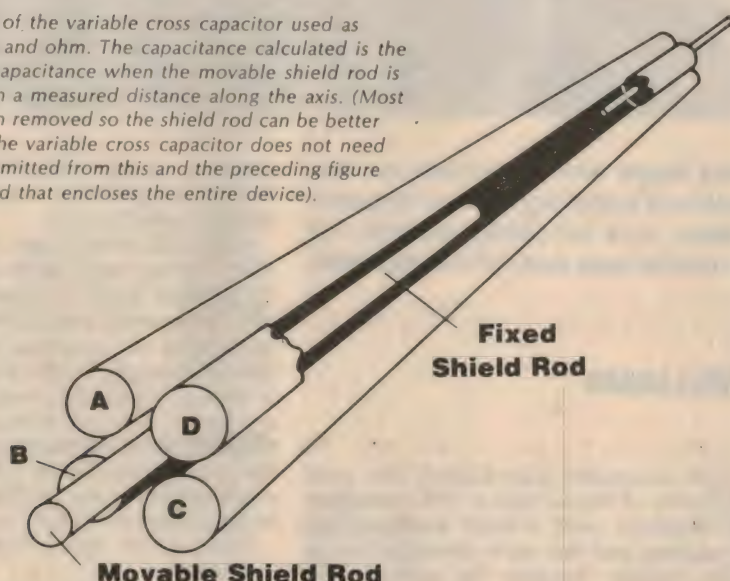 of the variable cross capacitor used as
and ohm. The capacitance calculated is the
apacitance when the movable shield rod is
a measured distance along the axis. (Most
removed so the shield rod can be better
he variable cross capacitor does not need
mitted from this and the preceding figure
d that encloses the entire device).
Fixed
Shield Rod
A
D
B
C
Movable Shield Rod